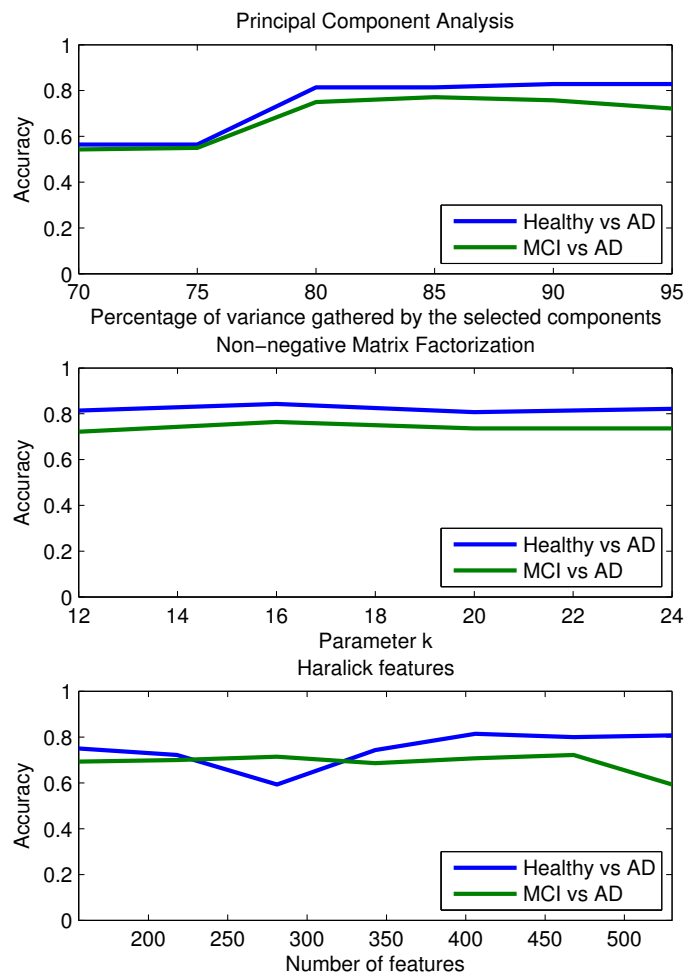 Principal Component Analysis
1
0.8
0.6
0.4
0.2
0
Accuracy
Healthy vs AD
MCI vs AD
70 75 80 85 90 95
Percentage of variance gathered by the selected components
Non−negative Matrix Factorization
1
0.8
0.6
0.4
0.2
0
Accuracy
Healthy vs AD
MCI vs AD
12 14 16 18 20 22 24
Parameter k
Haralick features
1
0.8
0.6
0.4
0.2
0
Accuracy
Healthy vs AD
MCI vs AD
200 250 300 350 400 450 500
Number of features